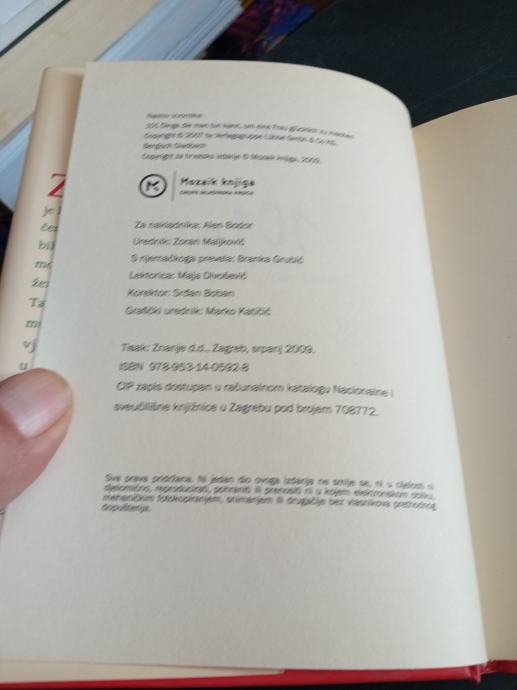 Naslov izvornika:
101 Dinge die man tun kann, um eine Frau glücklich zu machen
Copyright © 2007 by Verlagsgruppe Lübbe GmbH & Co KG,
Bergisch Gladbach
Copyright za hrvatsko izdanje © Mozaik knjiga, 2009.
Mozaik knjiga
GRUPA MLADINSKA KNJIGA
Za nakladnika: Alen Bodor
Urednik: Zoran Maljković
S njemačkoga prevela: Branka Grubić
Lektorica: Maja Divošević
Korektor: Srđan Boban
Grafički urednik: Marko Katičić
Tisak: Znanje d.d., Zagreb, srpanj 2009.
ISBN 978-953-14-0592-8
CIP zapis dostupan u računalnom katalogu Nacionalne i
sveučilišne knjižnice u Zagrebu pod brojem 708772.
Sva prava pridržana. Ni jedan dio ovoga izdanja ne smije se, ni u cijelosti ni
djelomično, reproducirati, pohraniti ili prenositi ni u kojem elektronskom obliku,
mehaničkim fotokopiranjem, snimanjem ili drugačije bez vlasnikova prethodnog
dopuštenja.